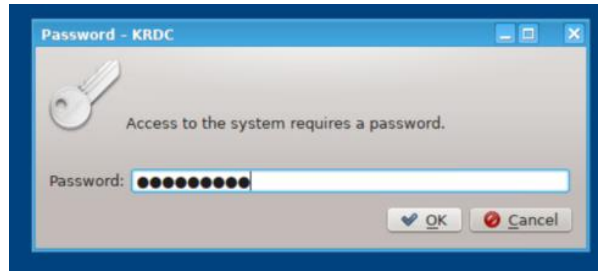 Password – KRDC
Access to the system requires a password.
Password: ●●●●●●●●●
OK Cancel